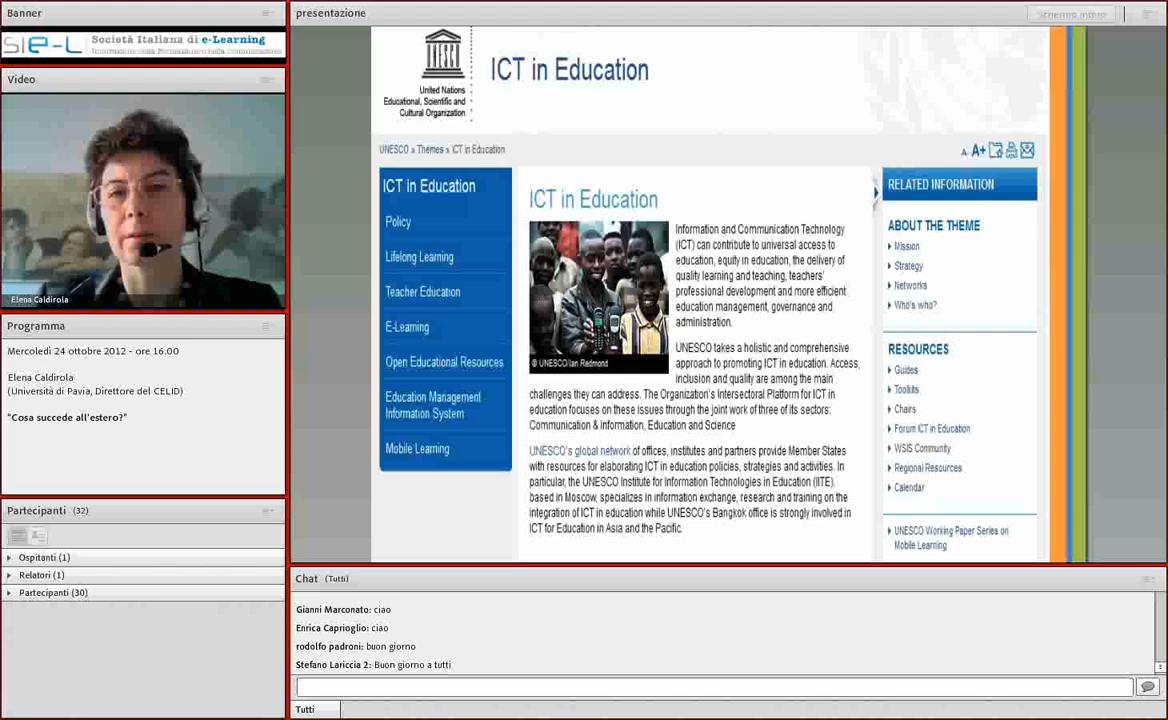 Banner
SIE-L Società Italiana di e-Learning
Video
Elena Caldirola
Programma
Mercoledì 24 ottobre 2012 - ore 16:00
Elena Caldirola
(Università di Pavia, Direttore del CELID)
"Cosa succede all'estero?"
Partecipanti (32)
Ospitanti (1)
Relatori (1)
Partecipanti (30)
presentazione
Schermo intero
United Nations
Educational, Scientific and
Cultural Organization
ICT in Education
UNESCO » Themes » ICT in Education
A A+
ICT in Education
Policy
Lifelong Learning
Teacher Education
E-Learning
Open Educational Resources
Education Management
Information System
Mobile Learning
ICT in Education
© UNESCO/Ian Redmond
Information and Communication Technology
(ICT) can contribute to universal access to
education, equity in education, the delivery of
quality learning and teaching, teachers'
professional development and more efficient
education management, governance and
administration.
UNESCO takes a holistic and comprehensive
approach to promoting ICT in education. Access,
inclusion and quality are among the main
challenges they can address. The Organization's Intersectoral Platform for ICT in
education focuses on these issues through the joint work of three of its sectors:
Communication & Information, Education and Science
UNESCO's global network of offices, institutes and partners provide Member States
with resources for elaborating ICT in education policies, strategies and activities. In
particular, the UNESCO Institute for Information Technologies in Education (IITE),
based in Moscow, specializes in information exchange, research and training on the
integration of ICT in education while UNESCO's Bangkok office is strongly involved in
ICT for Education in Asia and the Pacific.
RELATED INFORMATION
ABOUT THE THEME
Mission
Strategy
Networks
Who's who?
RESOURCES
Guides
Toolkits
Chairs
Forum ICT in Education
WSIS Community
Regional Resources
Calendar
UNESCO Working Paper Series on
Mobile Learning
Chat (Tutti)
Gianni Marconato: ciao
Enrica Caprioglio: ciao
rodolfo padroni: buon giorno
Stefano Lariccia 2: Buon giorno a tutti
Tutti